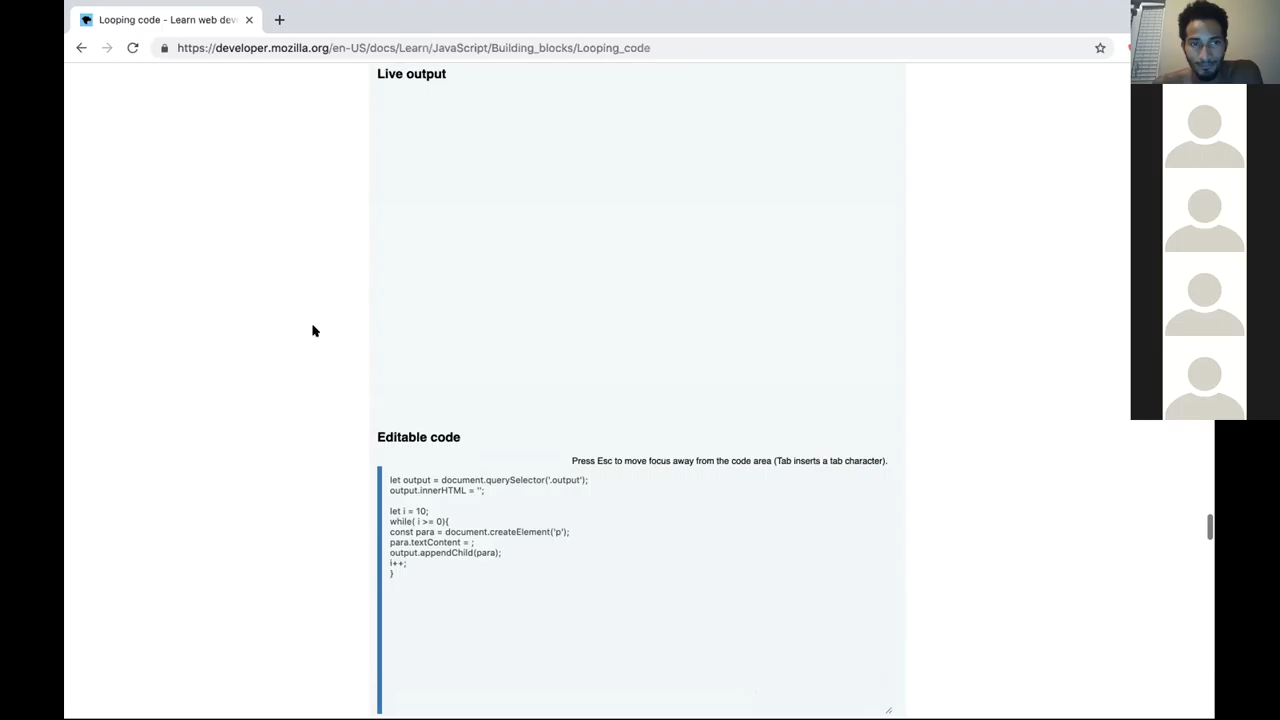 Looping code - Learn web dev
https://developer.mozilla.org/en-US/docs/Learn/JavaScript/Building_blocks/Looping_code
Live output
Editable code
Press Esc to move focus away from the code area (Tab inserts a tab character).
let output = document.querySelector('.output');
output.innerHTML = '';
let i = 10;
while( i >= 0){
const para = document.createElement('p');
para.textContent = ;
output.appendChild(para);
i++;
}